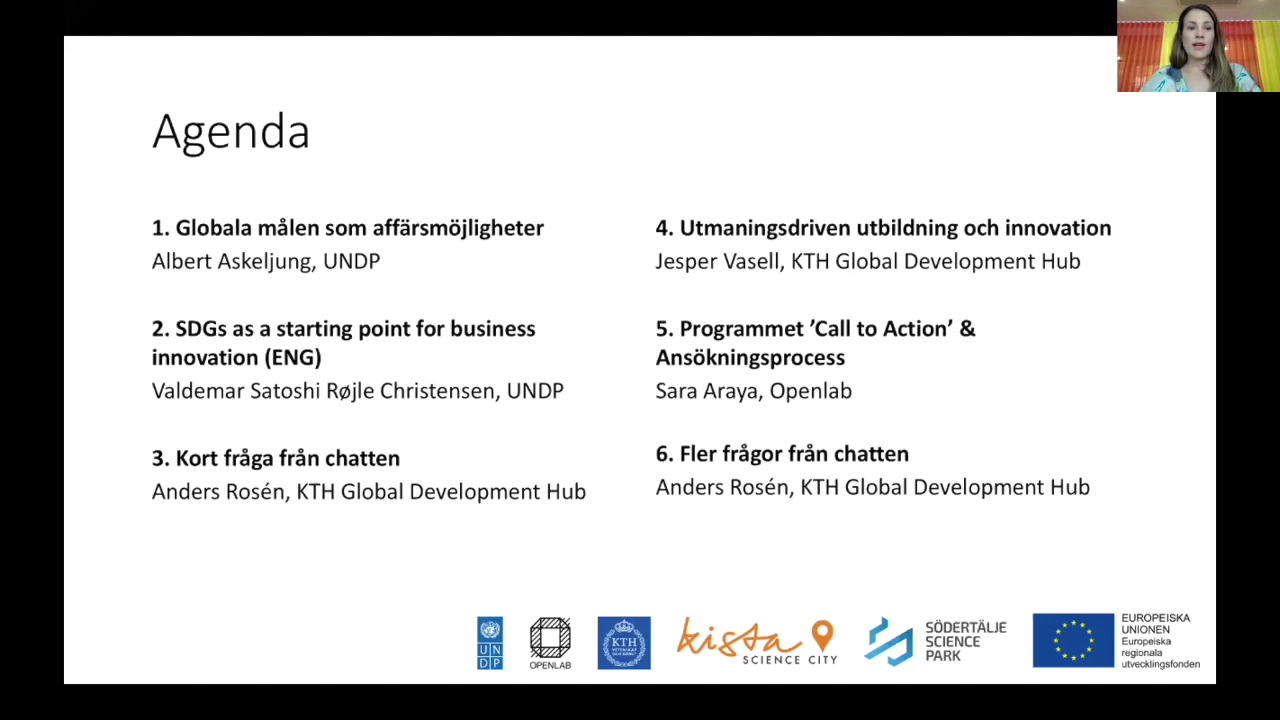 Agenda
1. Globala målen som affärsmöjligheter
Albert Askeljung, UNDP
2. SDGs as a starting point for business
innovation (ENG)
Valdemar Satoshi Røjle Christensen, UNDP
3. Kort fråga från chatten
Anders Rosén, KTH Global Development Hub
4. Utmaningsdriven utbildning och innovation
Jesper Vasell, KTH Global Development Hub
5. Programmet ’Call to Action’ &
Ansökningsprocess
Sara Araya, Openlab
6. Fler frågor från chatten
Anders Rosén, KTH Global Development Hub
U N
D P
OPENLAB
KTH
VETENSKAP
OCH KONST
kista
SCIENCE CITY
SÖDERTÄLJE
SCIENCE
PARK
EUROPEISKA
UNIONEN
Europeiska
regionala
utvecklingsfonden